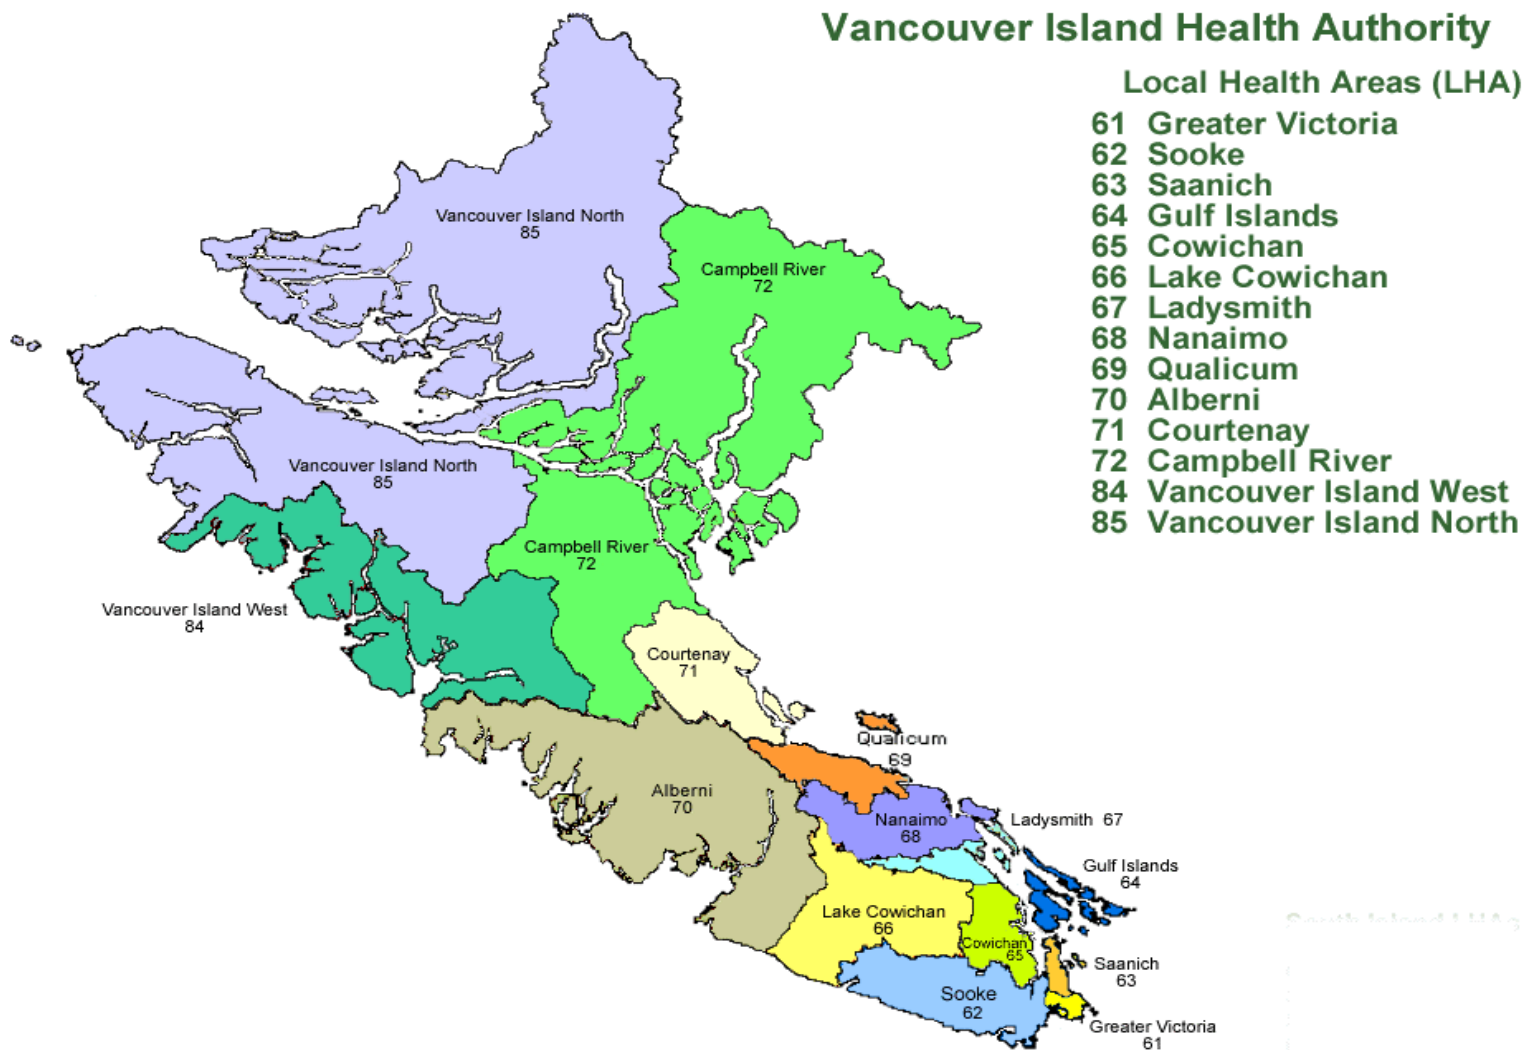 Vancouver Island Health Authority
Local Health Areas (LHA)
61 Greater Victoria
62 Sooke
63 Saanich
64 Gulf Islands
65 Cowichan
66 Lake Cowichan
67 Ladysmith
68 Nanaimo
69 Qualicum
70 Alberni
71 Courtenay
72 Campbell River
84 Vancouver Island West
85 Vancouver Island North
Vancouver Island North
85
Campbell River
72
Vancouver Island North
85
Campbell River
72
Vancouver Island West
84
Courtenay
71
Qualicum
69
Alberni
70
Nanaimo
68
Ladysmith 67
Gulf Islands
64
Lake Cowichan
66
Cowichan
65
Saanich
63
Sooke
62
Greater Victoria
61